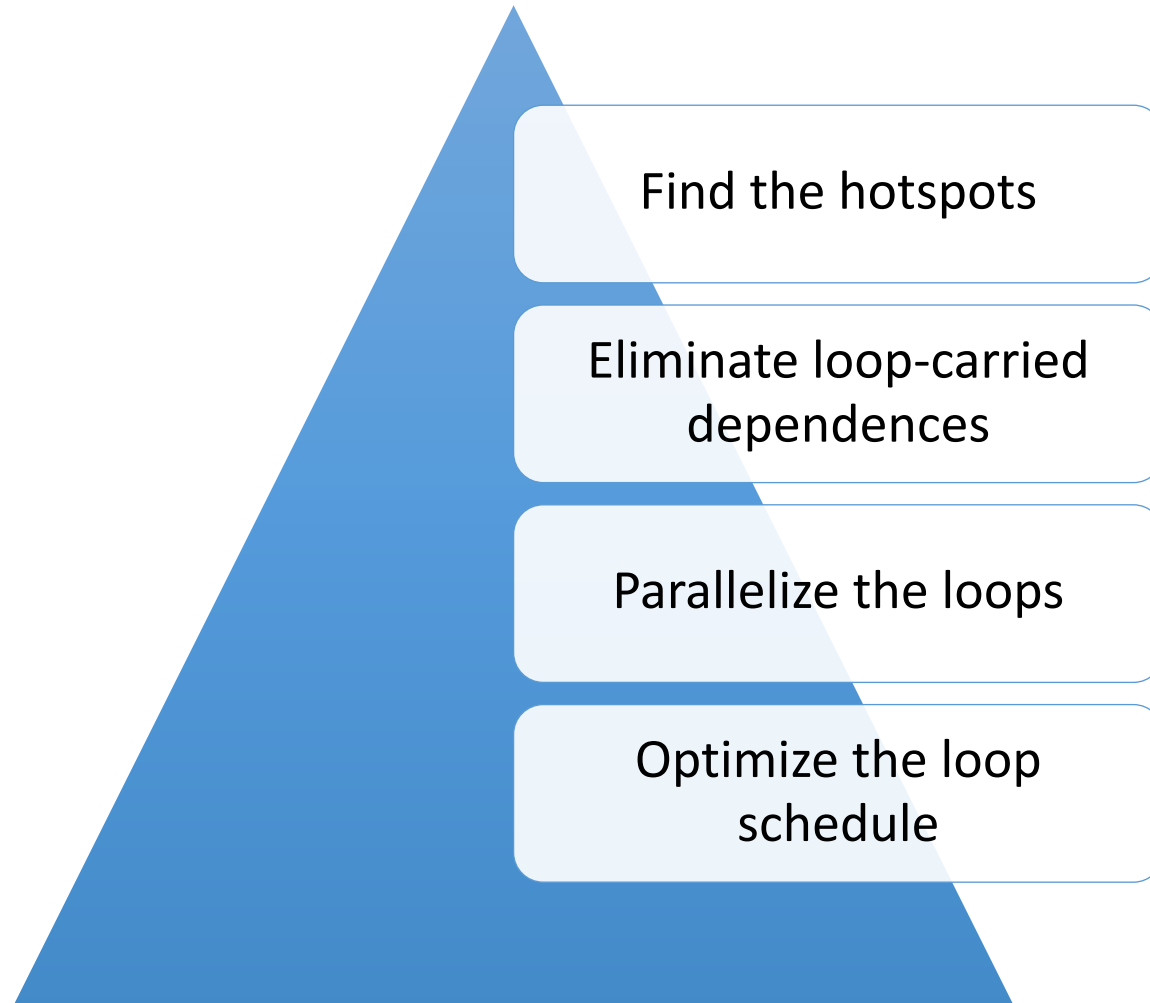 Find the hotspots
Eliminate loop-carried
dependences
Parallelize the loops
Optimize the loop
schedule